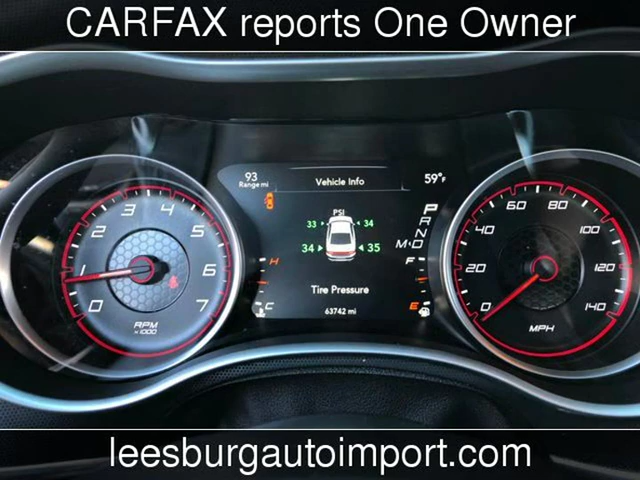 CARFAX reports One Owner
93
Range mi
Vehicle Info
59°F
PSI
33 34
34 35
P
R
N
D
M
H
C
F
E
Tire Pressure
63742 mi
0 1 2 3 4 5 6 7
RPM
x1000
0 20 40 60 80 100 120 140
MPH
leesburgautoimport.com